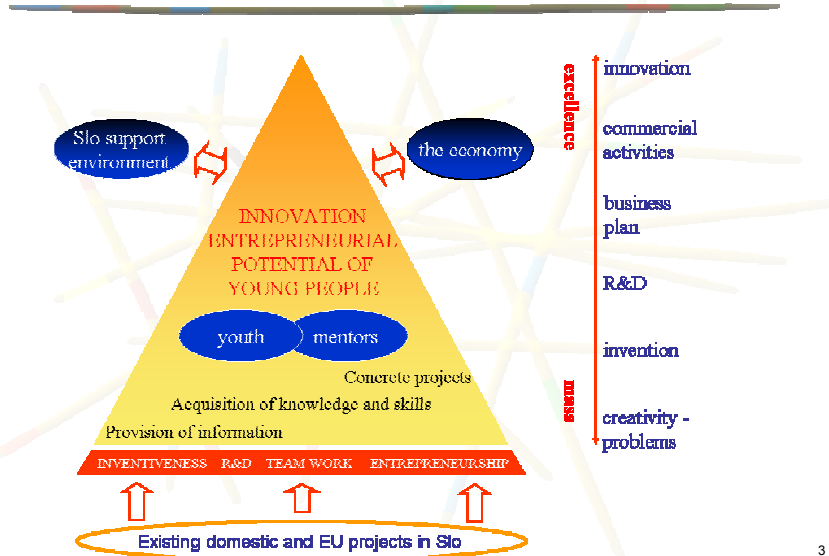 Slo support
environment
the economy
INNOVATION
ENTREPRENEURIAL
POTENTIAL OF
YOUNG PEOPLE
youth
mentors
Concrete projects
Acquisition of knowledge and skills
Provision of information
INVENTIVENESS R&D TEAM WORK ENTREPRENEURSHIP
Existing domestic and EU projects in Slo
excellence
mass
innovation
commercial
activities
business
plan
R&D
invention
creativity -
problems
3